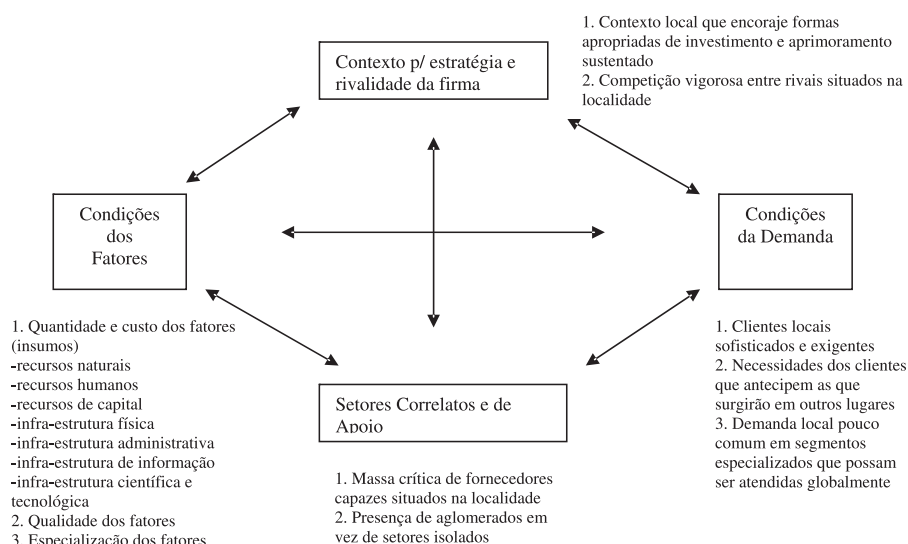 1. Contexto local que encoraje formas
apropriadas de investimento e aprimoramento
sustentado
2. Competição vigorosa entre rivais situados na
localidade
Contexto p/ estratégia e
rivalidade da firma
Condições
dos
Fatores
Condições
da Demanda
1. Quantidade e custo dos fatores
(insumos)
-recursos naturais
-recursos humanos
-recursos de capital
-infra-estrutura física
-infra-estrutura administrativa
-infra-estrutura de informação
-infra-estrutura científica e
tecnológica
2. Qualidade dos fatores
3. Especialização dos fatores
Setores Correlatos e de
Apoio
1. Massa crítica de fornecedores
capazes situados na localidade
2. Presença de aglomerados em
vez de setores isolados
1. Clientes locais
sofisticados e exigentes
2. Necessidades dos clientes
que antecipem as que
surgirão em outros lugares
3. Demanda local pouco
comum em segmentos
especializados que possam
ser atendidas globalmente